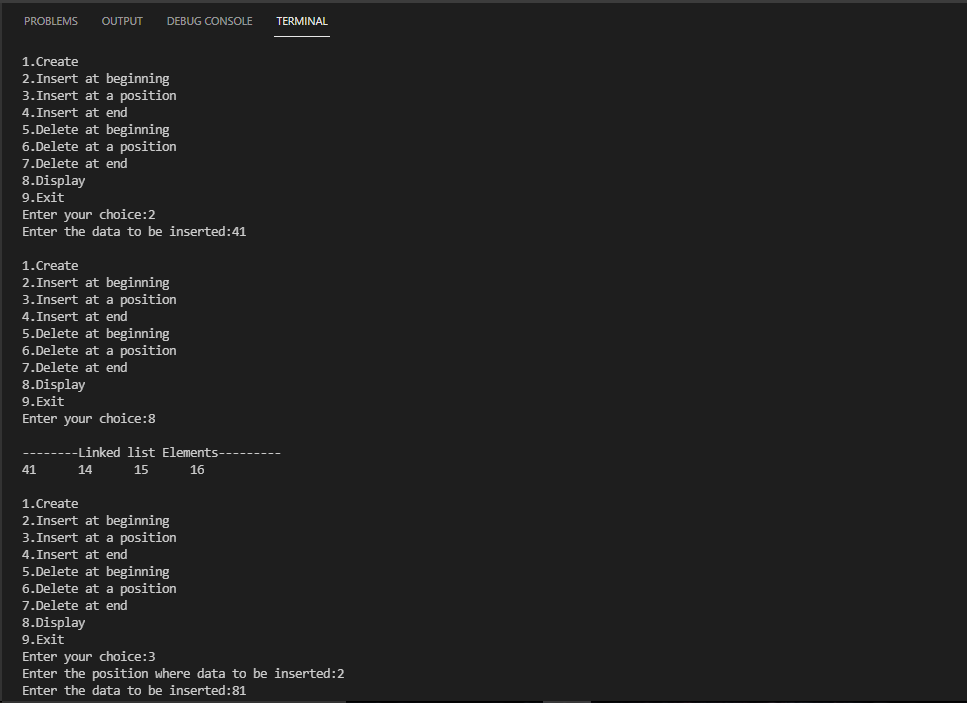 PROBLEMS OUTPUT DEBUG CONSOLE TERMINAL
1.Create
2.Insert at beginning
3.Insert at a position
4.Insert at end
5.Delete at beginning
6.Delete at a position
7.Delete at end
8.Display
9.Exit
Enter your choice:2
Enter the data to be inserted:41
1.Create
2.Insert at beginning
3.Insert at a position
4.Insert at end
5.Delete at beginning
6.Delete at a position
7.Delete at end
8.Display
9.Exit
Enter your choice:8
--------Linked list Elements---------
41 14 15 16
1.Create
2.Insert at beginning
3.Insert at a position
4.Insert at end
5.Delete at beginning
6.Delete at a position
7.Delete at end
8.Display
9.Exit
Enter your choice:3
Enter the position where data to be inserted:2
Enter the data to be inserted:81